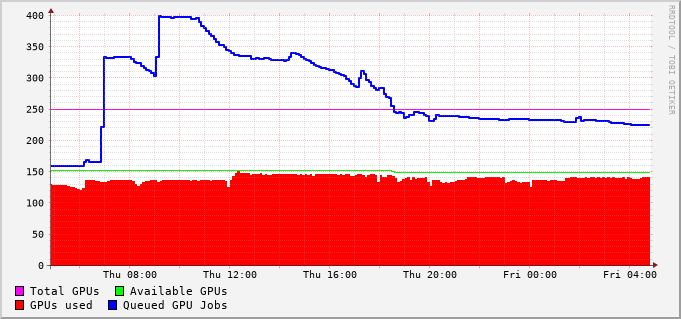 400
350
300
250
200
150
100
50
0
Thu 08:00 Thu 12:00 Thu 16:00 Thu 20:00 Fri 00:00 Fri 04:00
Total GPUs Available GPUs
GPUs used Queued GPU Jobs
RRDTOOL / TOBI OETIKER